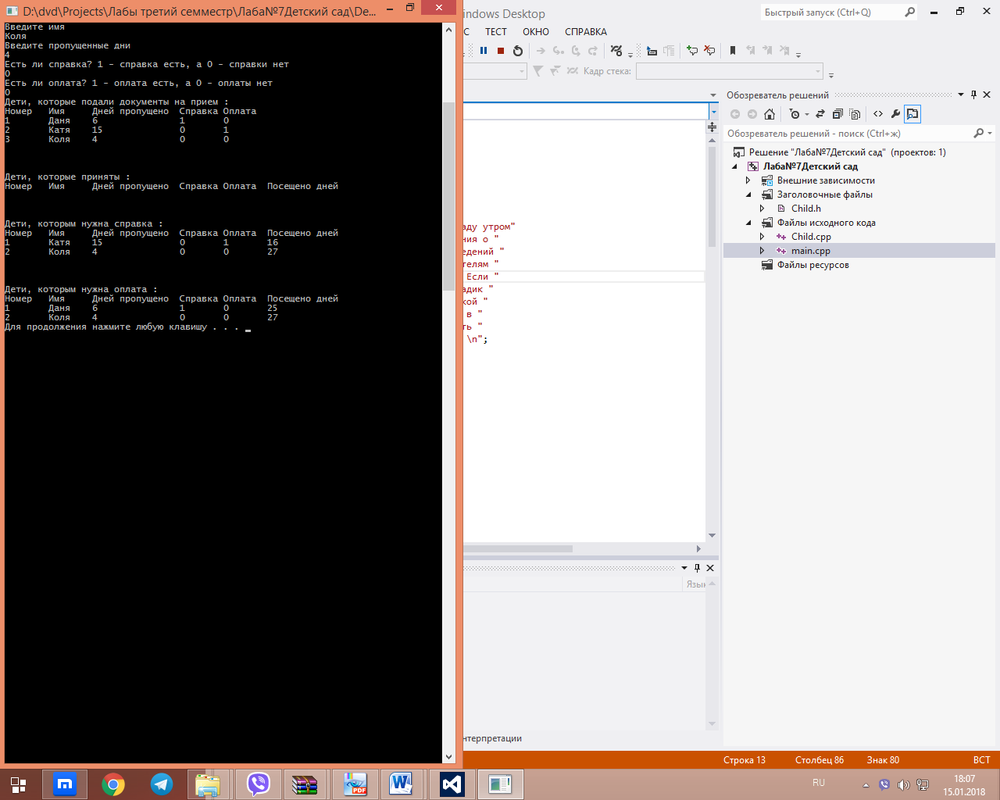 D:\dvd\Projects\Лабы третий семместр\Лаба№7Детский сад\De...
Введите имя
Коля
Введите пропущенные дни
4
Есть ли справка? 1 - справка есть, а 0 - справки нет
0
Есть ли оплата? 1 - оплата есть, а 0 - оплаты нет
0
Дети, которые подали документы на прием :
Номер Имя Дней пропущено Справка Оплата
1 Даня 6 1 0
2 Катя 15 0 1
3 Коля 4 0 0
Дети, которые приняты :
Номер Имя Дней пропущено Справка Оплата Посещено дней
Дети, которым нужна справка :
Номер Имя Дней пропущено Справка Оплата Посещено дней
1 Катя 15 0 1 16
2 Коля 4 0 0 27
Дети, которым нужна оплата :
Номер Имя Дней пропущено Справка Оплата Посещено дней
1 Даня 6 1 0 25
2 Коля 4 0 0 27
Для продолжения нажмите любую клавишу . . .
indows Desktop
Быстрый запуск (Ctrl+Q)
С ТЕСТ ОКНО СПРАВКА
Кадр стека:
аду утром"
ния о "
едений "
телям "
Если "
адик "
кой "
в "
ть "
\n";
Язык
нтерпретации
Обозреватель решений
Обозреватель решений - поиск (Ctrl+ж)
Решение "Лаба№7Детский сад" (проектов: 1)
Лаба№7Детский сад
Внешние зависимости
Заголовочные файлы
Child.h
Файлы исходного кода
Child.cpp
main.cpp
Файлы ресурсов
Строка 13 Столбец 86 Знак 80 ВСТ
PDF
RU
18:07
15.01.2018